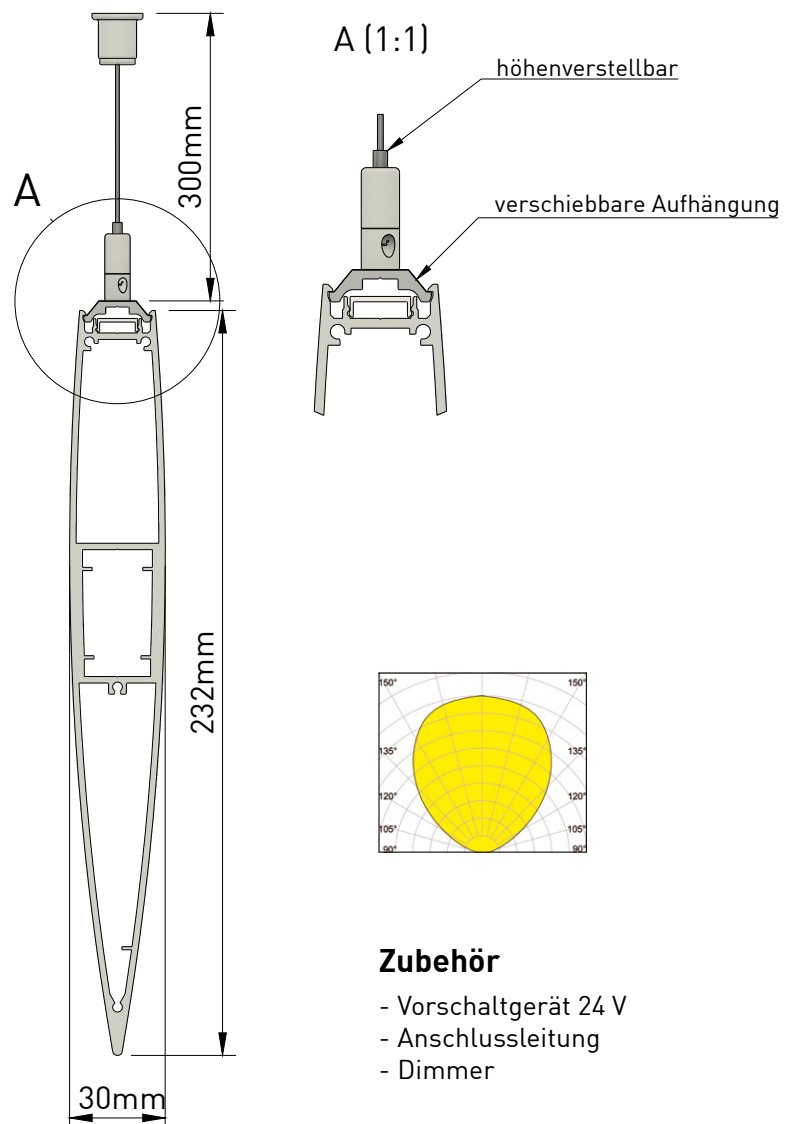 A (1:1)
höhenverstellbar
300mm
A
verschiebbare Aufhängung
232mm
150° 150°
135° 135°
120° 120°
105° 105°
90° 90°
Zubehör
- Vorschaltgerät 24 V
- Anschlussleitung
- Dimmer
30mm